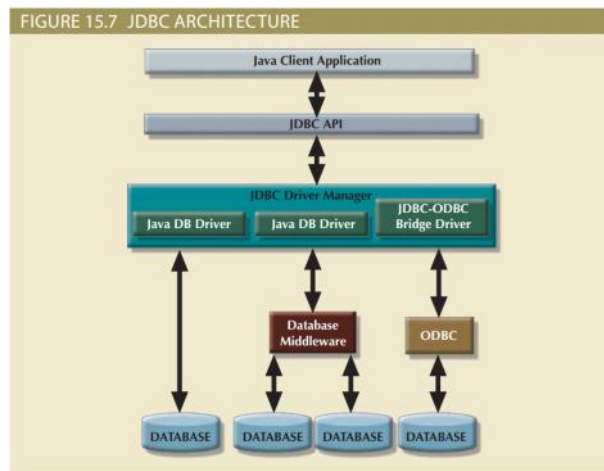 FIGURE 15.7 JDBC ARCHITECTURE
Java Client Application
JDBC API
JDBC Driver Manager
Java DB Driver
Java DB Driver
JDBC-ODBC
Bridge Driver
Database
Middleware
ODBC
DATABASE
DATABASE
DATABASE
DATABASE